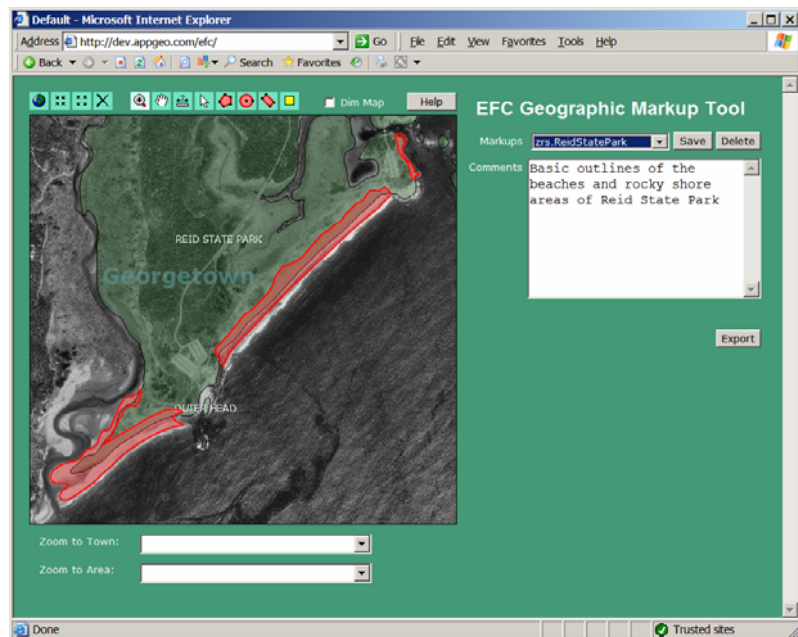 Default - Microsoft Internet Explorer
Address http://dev.appgeo.com/efc/ Go File Edit View Favorites Tools Help
Back Search Favorites
Dim Map Help
EFC Geographic Markup Tool
Markups zrs.ReidStatePark Save Delete
Comments Basic outlines of the
beaches and rocky shore
areas of Reid State Park
REID STATE PARK
Georgetown
Export
OUTER HEAD
Zoom to Town:
Zoom to Area:
Done Trusted sites